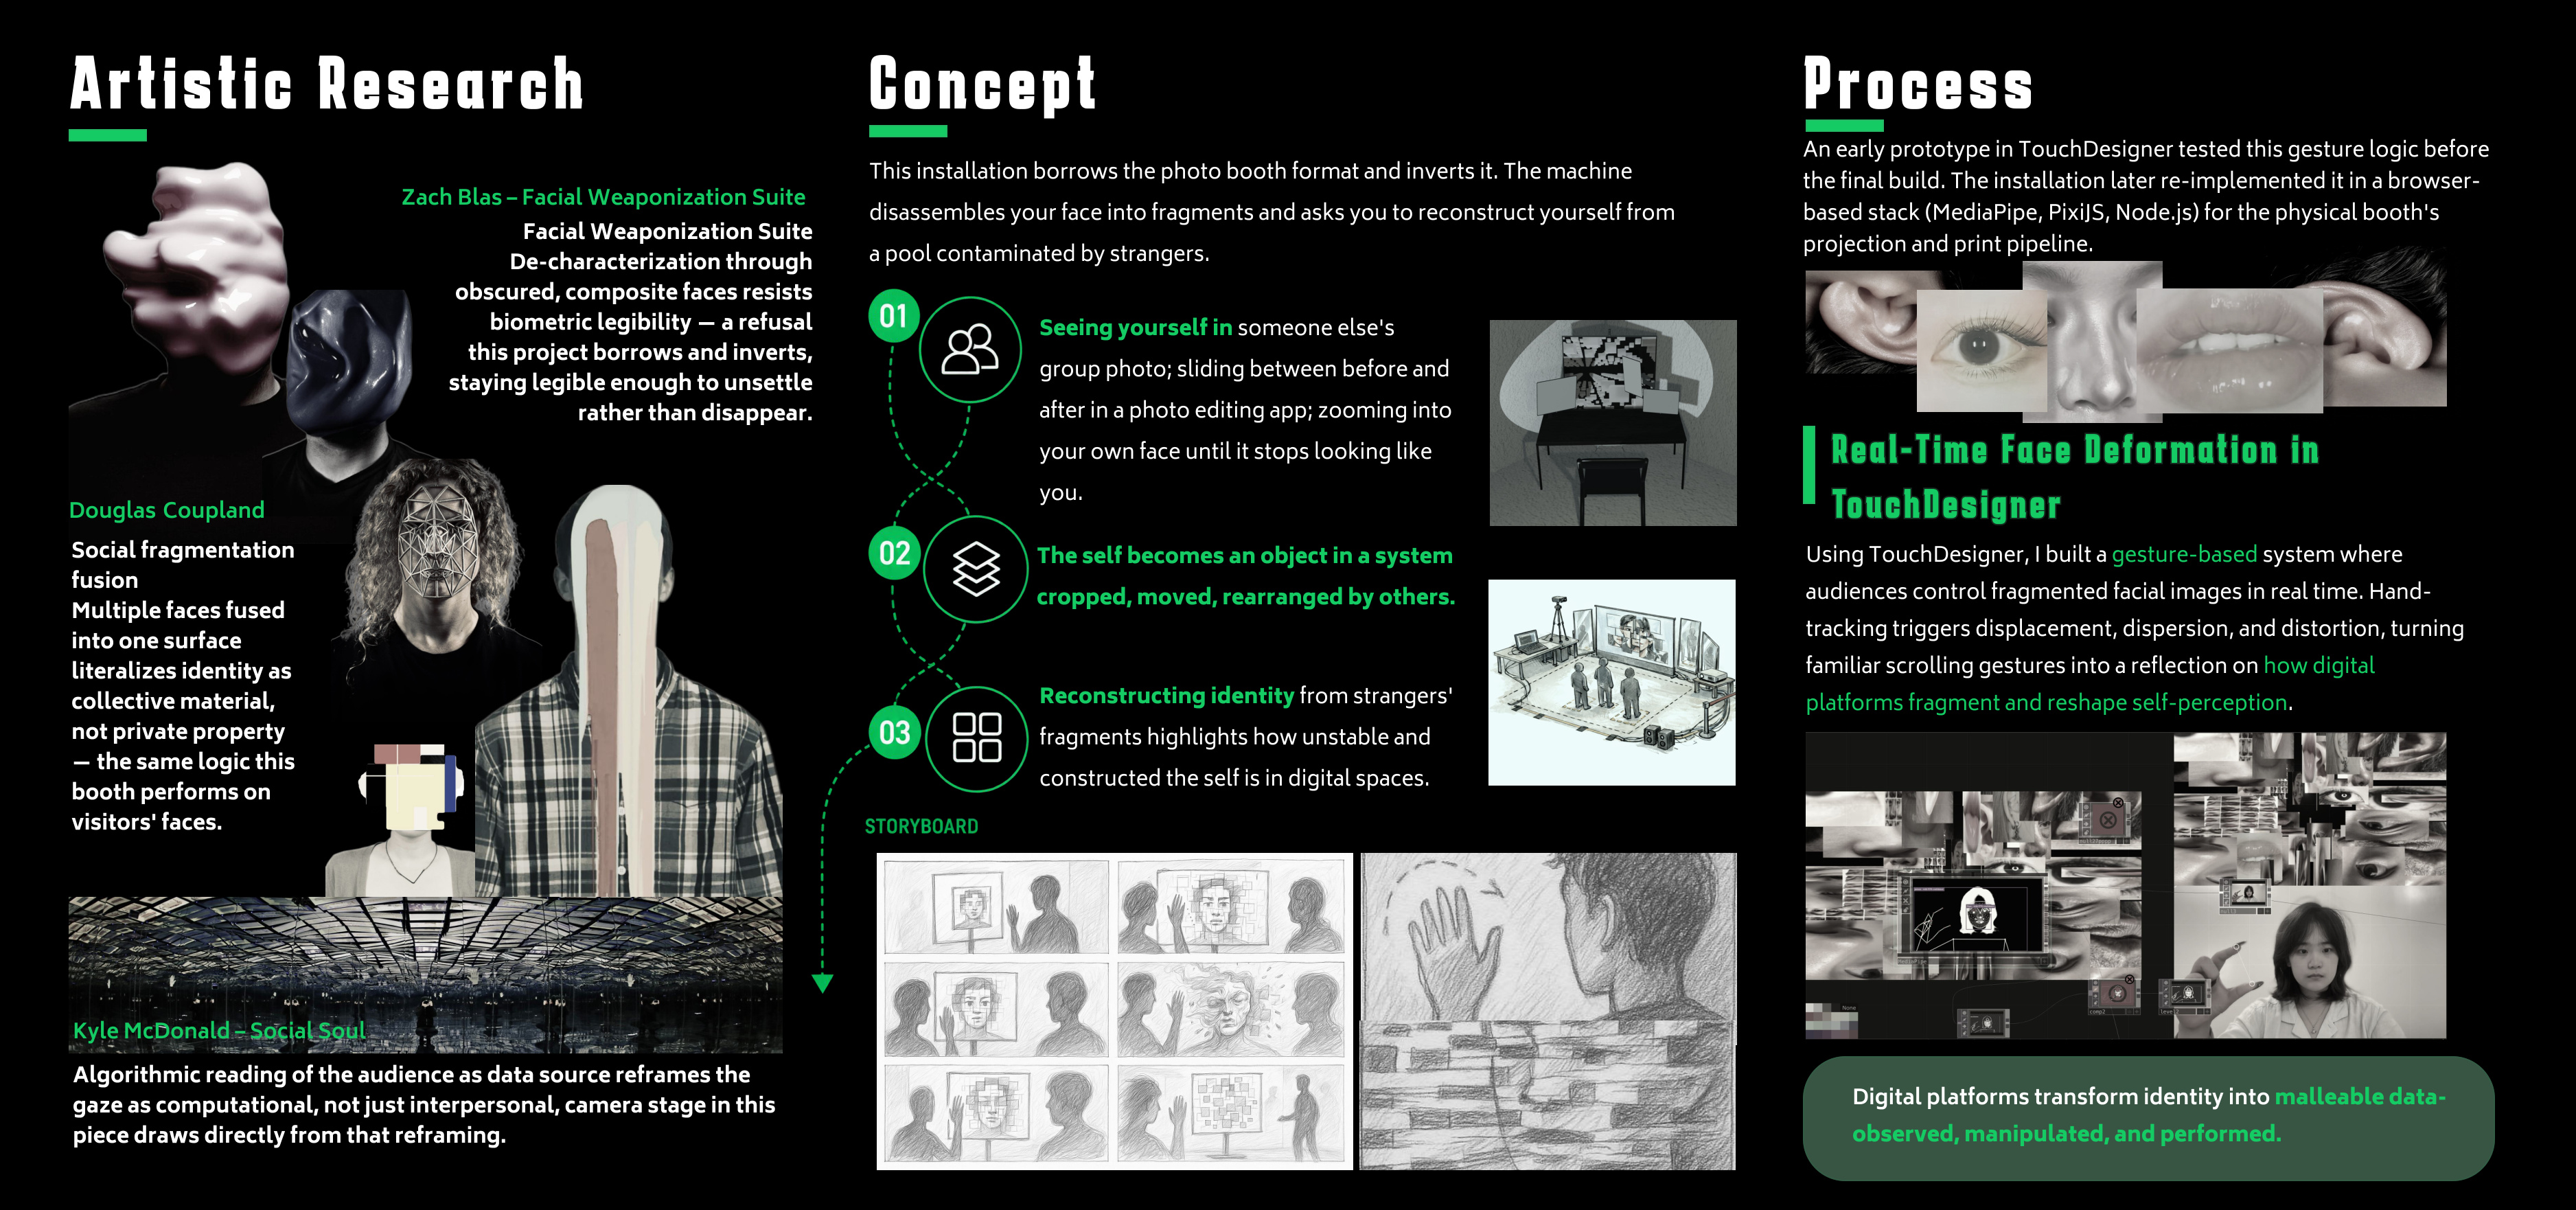 Artistic Research
Zach Blas – Facial Weaponization Suite
Facial Weaponization Suite
De-characterization through
obscured, composite faces resists
biometric legibility — a refusal
this project borrows and inverts,
staying legible enough to unsettle
rather than disappear.
Douglas Coupland
Social fragmentation
fusion
Multiple faces fused
into one surface
literalizes identity as
collective material,
not private property
— the same logic this
booth performs on
visitors' faces.
Kyle McDonald – Social Soul
Algorithmic reading of the audience as data source reframes the
gaze as computational, not just interpersonal, camera stage in this
piece draws directly from that reframing.
Concept
This installation borrows the photo booth format and inverts it. The machine
disassembles your face into fragments and asks you to reconstruct yourself from
a pool contaminated by strangers.
01
Seeing yourself in someone else's
group photo; sliding between before and
after in a photo editing app; zooming into
your own face until it stops looking like
you.
02
The self becomes an object in a system
cropped, moved, rearranged by others.
03
Reconstructing identity from strangers'
fragments highlights how unstable and
constructed the self is in digital spaces.
STORYBOARD
Process
An early prototype in TouchDesigner tested this gesture logic before
the final build. The installation later re-implemented it in a browser-
based stack (MediaPipe, PixiJS, Node.js) for the physical booth's
projection and print pipeline.
Real-Time Face Deformation in
TouchDesigner
Using TouchDesigner, I built a gesture-based system where
audiences control fragmented facial images in real time. Hand-
tracking triggers displacement, dispersion, and distortion, turning
familiar scrolling gestures into a reflection on how digital
platforms fragment and reshape self-perception.
None
comp2
Digital platforms transform identity into malleable data-
observed, manipulated, and performed.